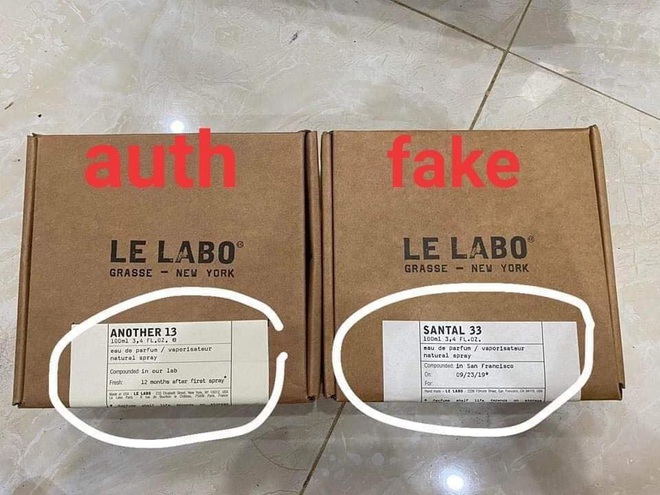 auth
fake
LE LABO®
GRASSE — NEW YORK
ANOTHER 13
100ml 3,4 FL.OZ. ℮
eau de parfum / vaporisateur
natural spray
Compounded in our lab
Fresh: 12 months after first spray*
LE LABO®
GRASSE — NEW YORK
SANTAL 33
100ml 3,4 FL.OZ.
eau de parfum / vaporisateur
natural spray
Compounded in San Francisco
On: 09/23/19*
For: